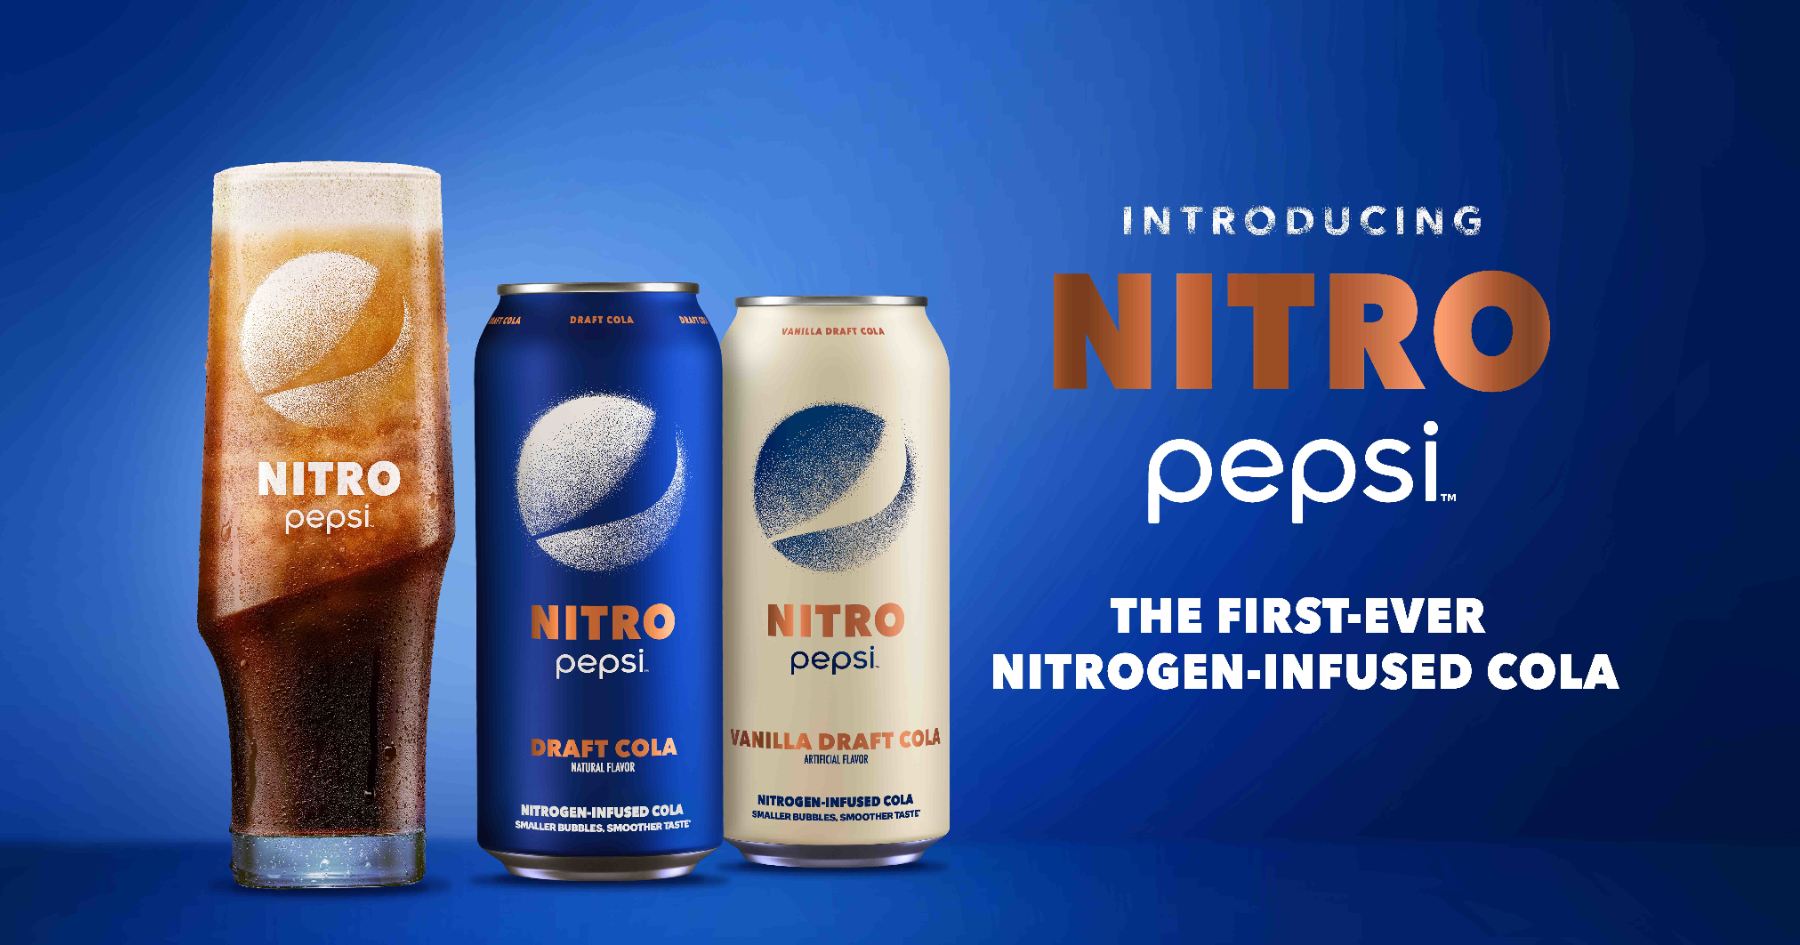 NITRO
pepsi
DRAFT COLA
DRAFT COLA
NITRO
pepsi™
DRAFT COLA
NATURAL FLAVOR
NITROGEN-INFUSED COLA
SMALLER BUBBLES, SMOOTHER TASTE
VANILLA DRAFT COLA
NITRO
pepsi
VANILLA DRAFT COLA
ARTIFICIAL FLAVOR
NITROGEN-INFUSED COLA
SMALLER BUBBLES, SMOOTHER TASTE
INTRODUCING
NITRO
pepsi™
THE FIRST-EVER
NITROGEN-INFUSED COLA